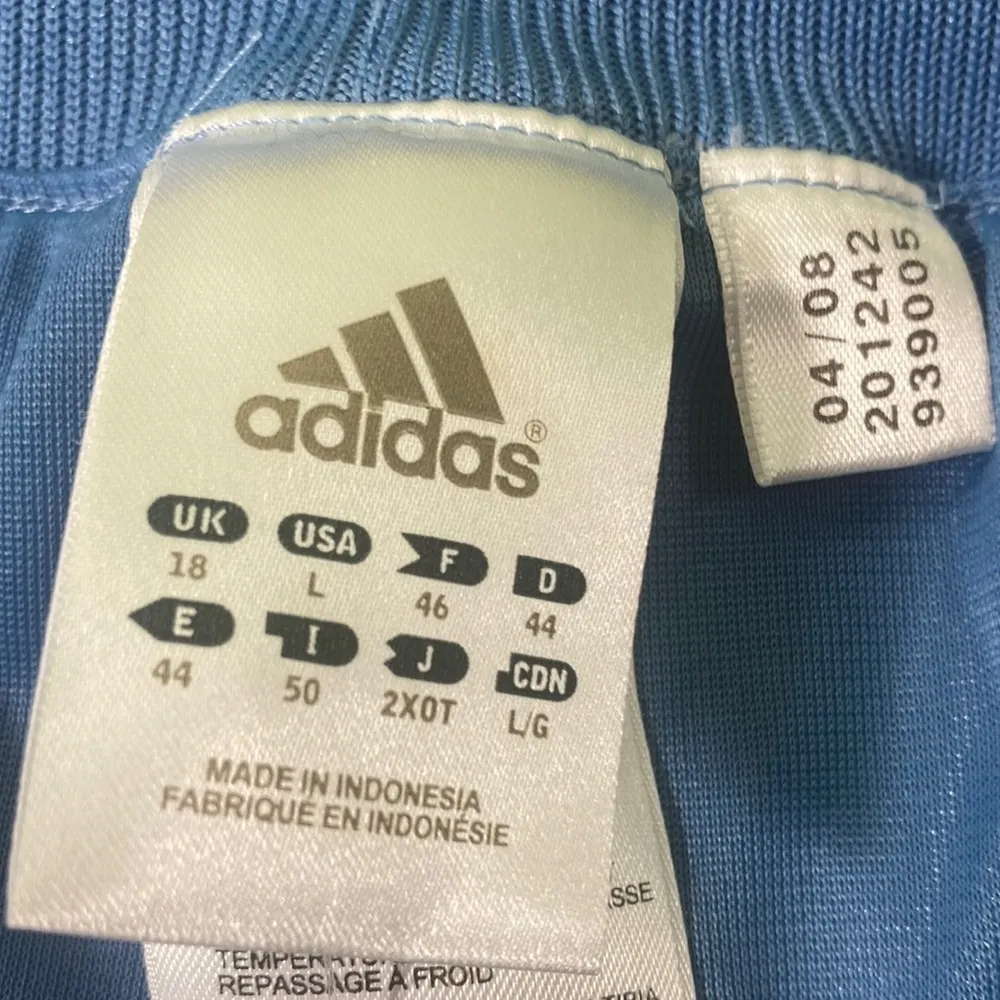 adidas®
UK USA F D
18 L 46 44
E I J CDN
44 50 2XOT L/G
MADE IN INDONESIA
FABRIQUE EN INDONÉSIE
04/08
201242
939005
REPASSAGE À FROID